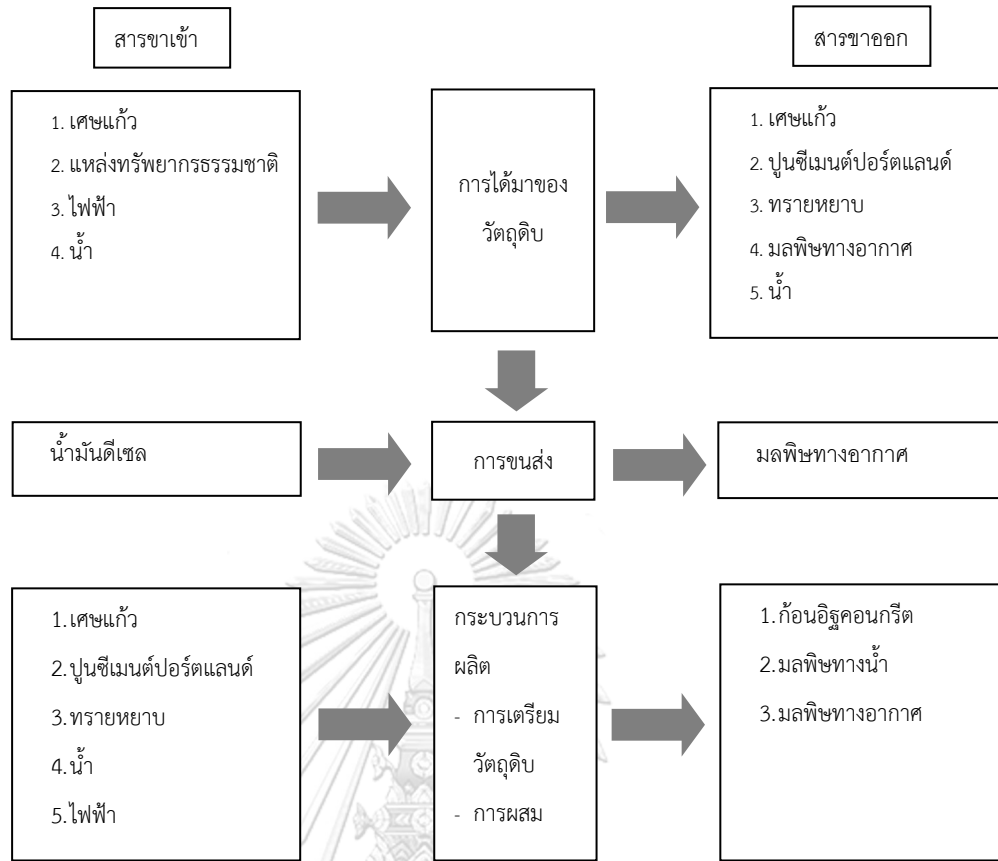 สารขาเข้า
สารขาออก
1. เศษแก้ว
2. แหล่งทรัพยากรธรรมชาติ
3. ไฟฟ้า
4. น้ำ
การได้มาของ
วัตถุดิบ
1. เศษแก้ว
2. ปูนซีเมนต์ปอร์ตแลนด์
3. ทรายหยาบ
4. มลพิษทางอากาศ
5. น้ำ
น้ำมันดีเซล
การขนส่ง
มลพิษทางอากาศ
1.เศษแก้ว
2.ปูนซีเมนต์ปอร์ตแลนด์
3.ทรายหยาบ
4.น้ำ
5.ไฟฟ้า
กระบวนการ
ผลิต
- การเตรียม
วัตถุดิบ
- การผสม
1.ก้อนอิฐคอนกรีต
2.มลพิษทางน้ำ
3.มลพิษทางอากาศ